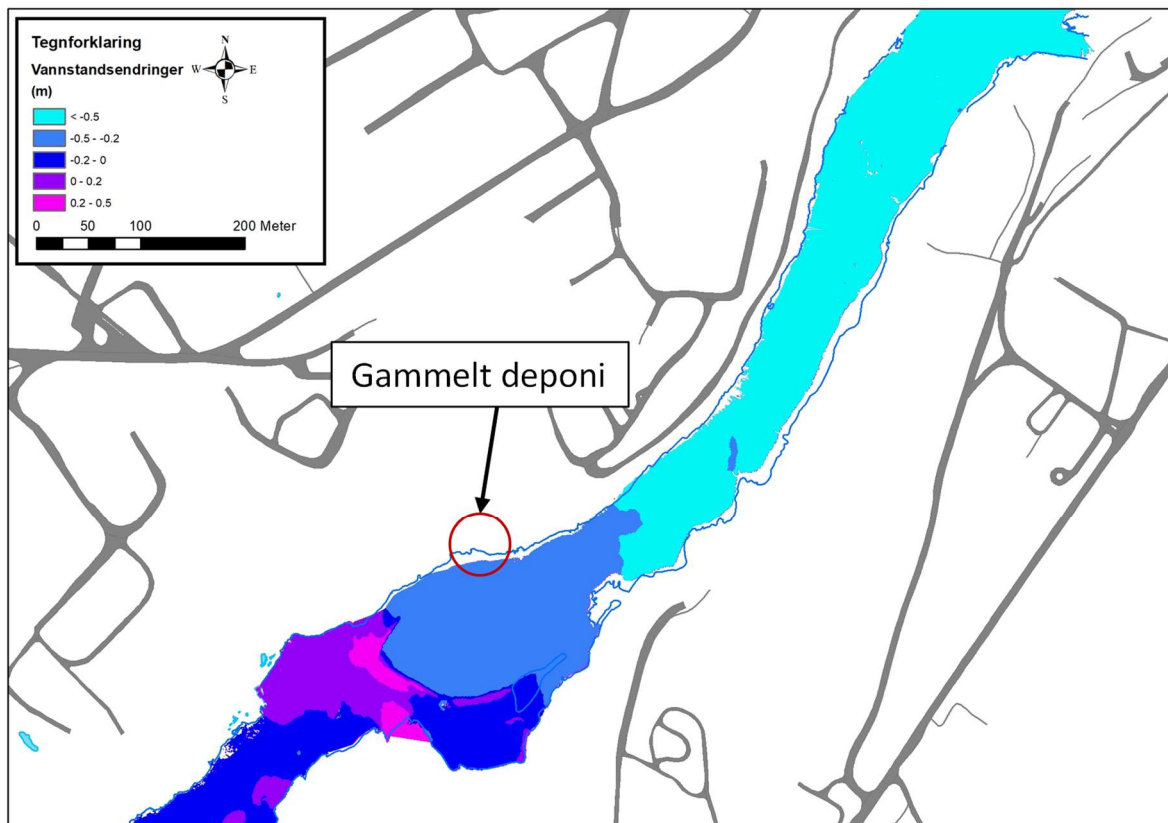 Tegnforklaring
Vannstandsendringer
(m)
N
W E
S
< -0.5
-0.5 - -0.2
-0.2 - 0
0 - 0.2
0.2 - 0.5
0 50 100 200 Meter
Gammelt deponi